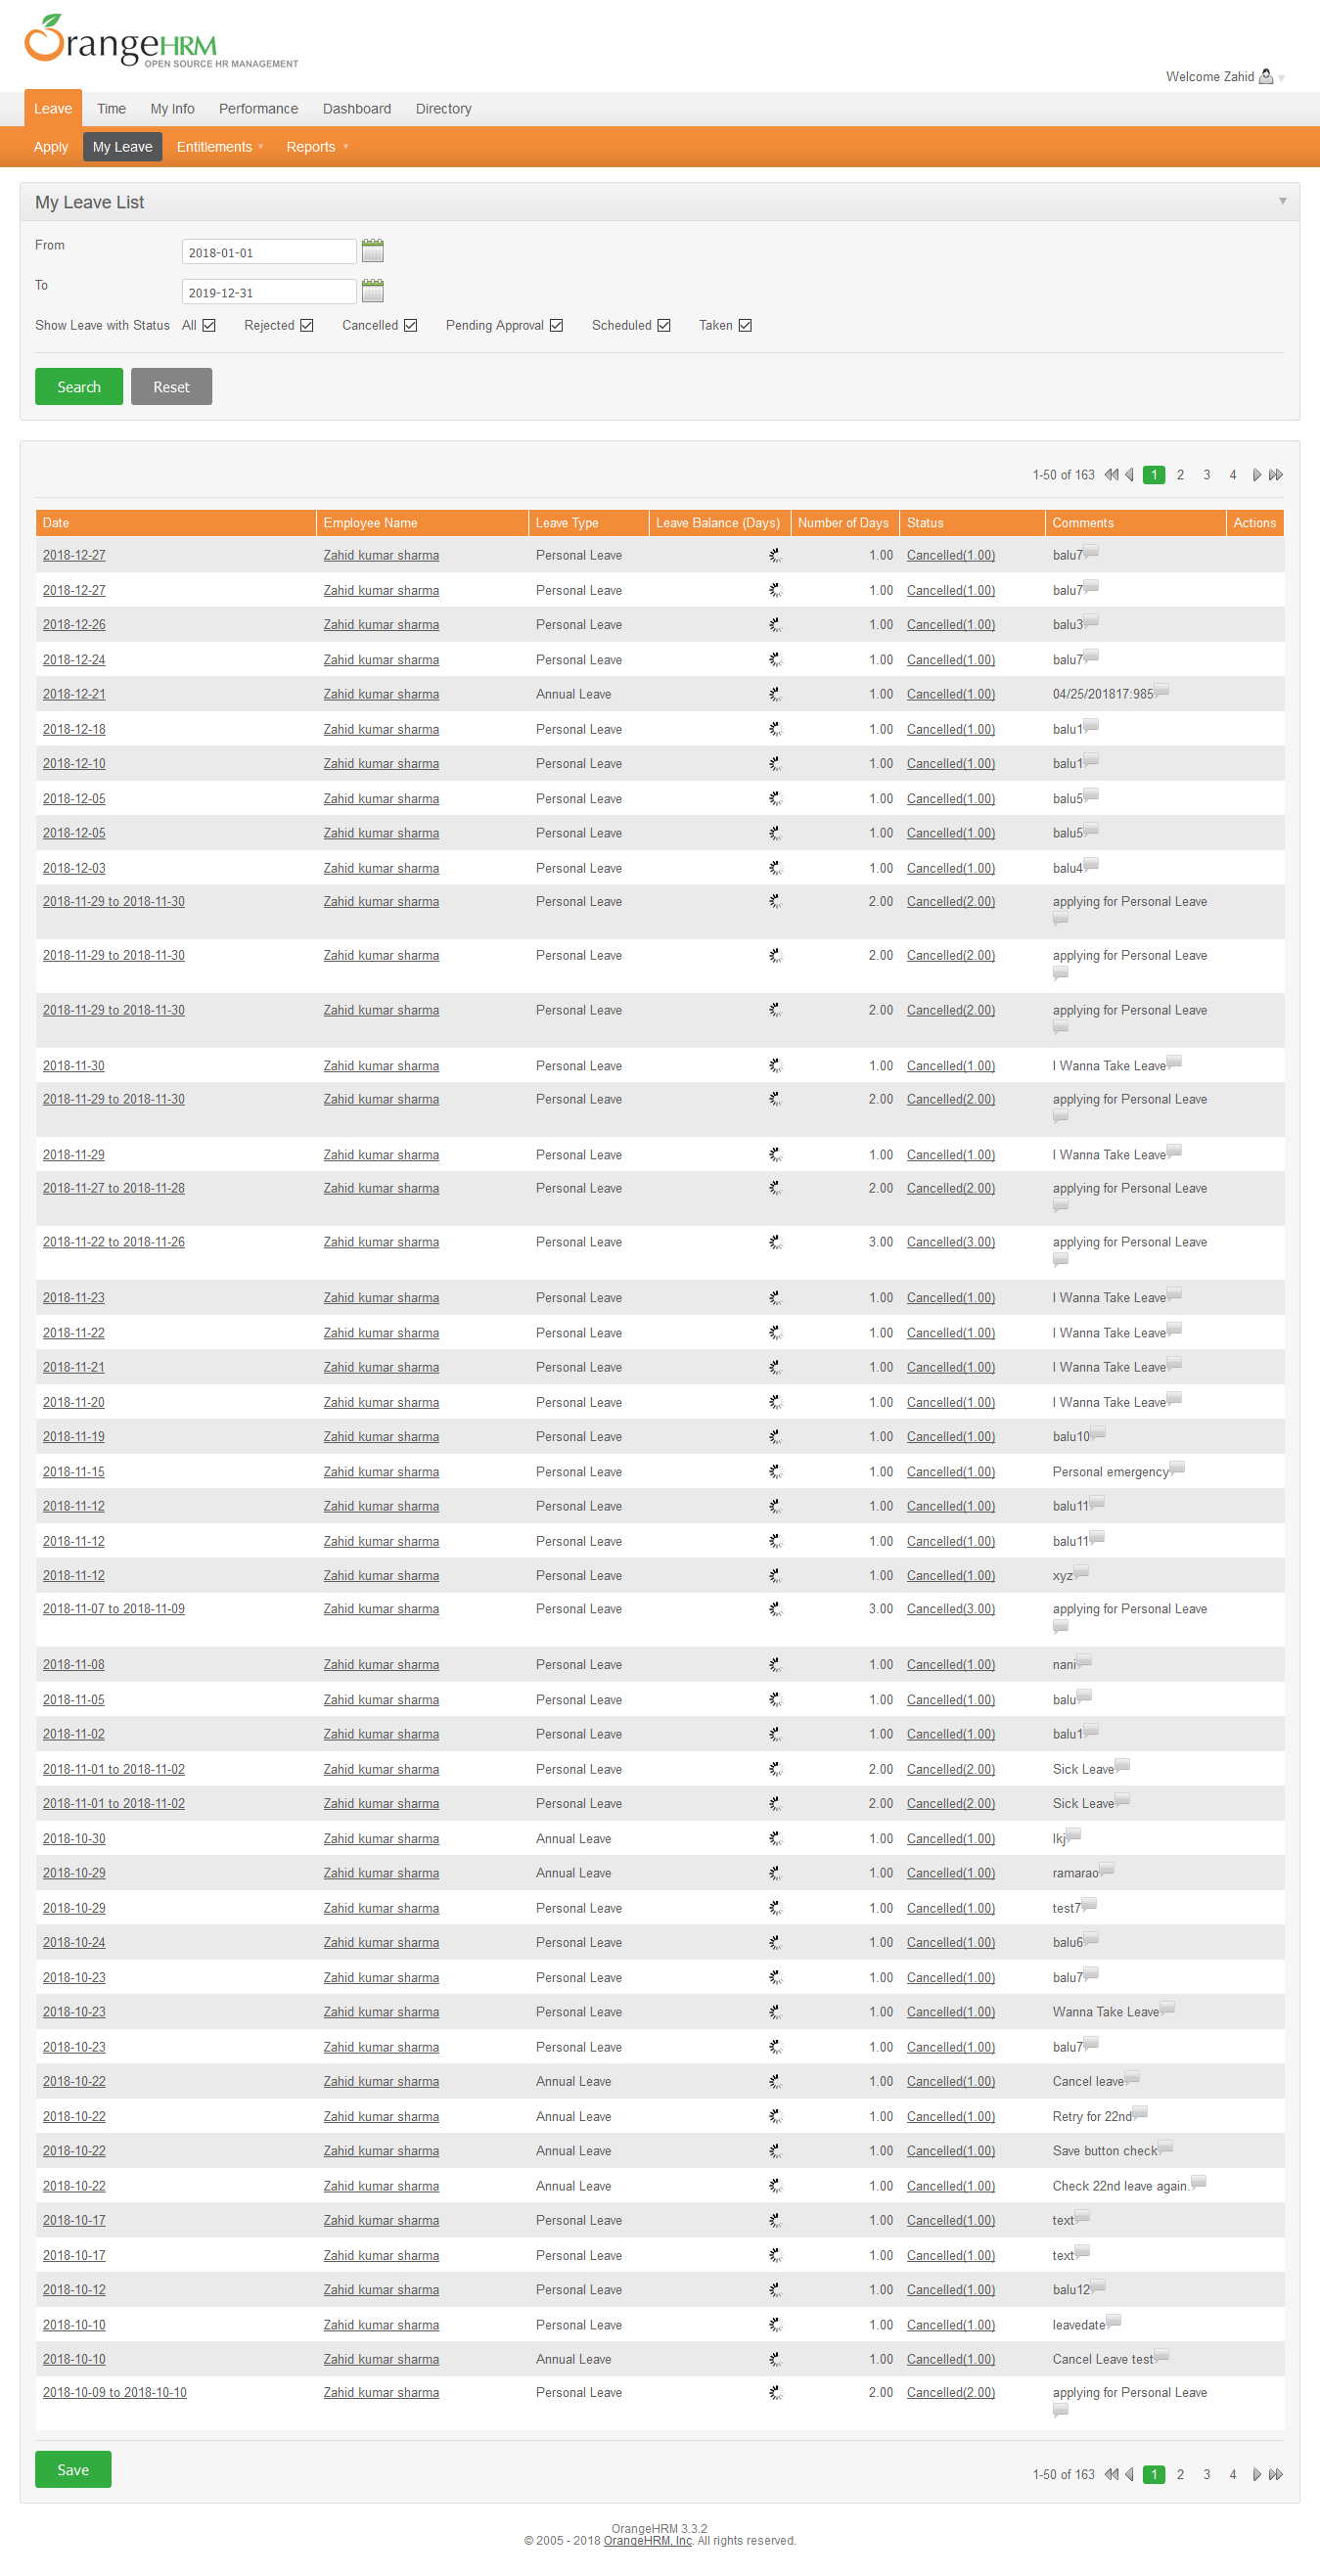 OrangeHRM
OPEN SOURCE HR MANAGEMENT
Welcome Zahid
Leave Time My Info Performance Dashboard Directory
Apply My Leave Entitlements Reports
My Leave List
From 2018-01-01
To 2019-12-31
Show Leave with Status All Rejected Cancelled Pending Approval Scheduled Taken
Search Reset
1-50 of 163 1 2 3 4
Date Employee Name Leave Type Leave Balance (Days) Number of Days Status Comments Actions
2018-12-27 Zahid kumar sharma Personal Leave 1.00 Cancelled(1.00) balu7
2018-12-27 Zahid kumar sharma Personal Leave 1.00 Cancelled(1.00) balu7
2018-12-26 Zahid kumar sharma Personal Leave 1.00 Cancelled(1.00) balu3
2018-12-24 Zahid kumar sharma Personal Leave 1.00 Cancelled(1.00) balu7
2018-12-21 Zahid kumar sharma Annual Leave 1.00 Cancelled(1.00) 04/25/201817:985
2018-12-18 Zahid kumar sharma Personal Leave 1.00 Cancelled(1.00) balu1
2018-12-10 Zahid kumar sharma Personal Leave 1.00 Cancelled(1.00) balu1
2018-12-05 Zahid kumar sharma Personal Leave 1.00 Cancelled(1.00) balu5
2018-12-05 Zahid kumar sharma Personal Leave 1.00 Cancelled(1.00) balu5
2018-12-03 Zahid kumar sharma Personal Leave 1.00 Cancelled(1.00) balu4
2018-11-29 to 2018-11-30 Zahid kumar sharma Personal Leave 2.00 Cancelled(2.00) applying for Personal Leave
2018-11-29 to 2018-11-30 Zahid kumar sharma Personal Leave 2.00 Cancelled(2.00) applying for Personal Leave
2018-11-29 to 2018-11-30 Zahid kumar sharma Personal Leave 2.00 Cancelled(2.00) applying for Personal Leave
2018-11-30 Zahid kumar sharma Personal Leave 1.00 Cancelled(1.00) I Wanna Take Leave
2018-11-29 to 2018-11-30 Zahid kumar sharma Personal Leave 2.00 Cancelled(2.00) applying for Personal Leave
2018-11-29 Zahid kumar sharma Personal Leave 1.00 Cancelled(1.00) I Wanna Take Leave
2018-11-27 to 2018-11-28 Zahid kumar sharma Personal Leave 2.00 Cancelled(2.00) applying for Personal Leave
2018-11-22 to 2018-11-26 Zahid kumar sharma Personal Leave 3.00 Cancelled(3.00) applying for Personal Leave
2018-11-23 Zahid kumar sharma Personal Leave 1.00 Cancelled(1.00) I Wanna Take Leave
2018-11-22 Zahid kumar sharma Personal Leave 1.00 Cancelled(1.00) I Wanna Take Leave
2018-11-21 Zahid kumar sharma Personal Leave 1.00 Cancelled(1.00) I Wanna Take Leave
2018-11-20 Zahid kumar sharma Personal Leave 1.00 Cancelled(1.00) I Wanna Take Leave
2018-11-19 Zahid kumar sharma Personal Leave 1.00 Cancelled(1.00) balu10
2018-11-15 Zahid kumar sharma Personal Leave 1.00 Cancelled(1.00) Personal emergency
2018-11-12 Zahid kumar sharma Personal Leave 1.00 Cancelled(1.00) balu11
2018-11-12 Zahid kumar sharma Personal Leave 1.00 Cancelled(1.00) balu11
2018-11-12 Zahid kumar sharma Personal Leave 1.00 Cancelled(1.00) xyz
2018-11-07 to 2018-11-09 Zahid kumar sharma Personal Leave 3.00 Cancelled(3.00) applying for Personal Leave
2018-11-08 Zahid kumar sharma Personal Leave 1.00 Cancelled(1.00) nani
2018-11-05 Zahid kumar sharma Personal Leave 1.00 Cancelled(1.00) balu
2018-11-02 Zahid kumar sharma Personal Leave 1.00 Cancelled(1.00) balu1
2018-11-01 to 2018-11-02 Zahid kumar sharma Personal Leave 2.00 Cancelled(2.00) Sick Leave
2018-11-01 to 2018-11-02 Zahid kumar sharma Personal Leave 2.00 Cancelled(2.00) Sick Leave
2018-10-30 Zahid kumar sharma Annual Leave 1.00 Cancelled(1.00) lkj
2018-10-29 Zahid kumar sharma Annual Leave 1.00 Cancelled(1.00) ramarao
2018-10-29 Zahid kumar sharma Personal Leave 1.00 Cancelled(1.00) test7
2018-10-24 Zahid kumar sharma Personal Leave 1.00 Cancelled(1.00) balu6
2018-10-23 Zahid kumar sharma Personal Leave 1.00 Cancelled(1.00) balu7
2018-10-23 Zahid kumar sharma Personal Leave 1.00 Cancelled(1.00) Wanna Take Leave
2018-10-23 Zahid kumar sharma Personal Leave 1.00 Cancelled(1.00) balu7
2018-10-22 Zahid kumar sharma Annual Leave 1.00 Cancelled(1.00) Cancel leave
2018-10-22 Zahid kumar sharma Annual Leave 1.00 Cancelled(1.00) Retry for 22nd
2018-10-22 Zahid kumar sharma Annual Leave 1.00 Cancelled(1.00) Save button check
2018-10-22 Zahid kumar sharma Annual Leave 1.00 Cancelled(1.00) Check 22nd leave again.
2018-10-17 Zahid kumar sharma Personal Leave 1.00 Cancelled(1.00) text
2018-10-17 Zahid kumar sharma Personal Leave 1.00 Cancelled(1.00) text
2018-10-12 Zahid kumar sharma Personal Leave 1.00 Cancelled(1.00) balu12
2018-10-10 Zahid kumar sharma Personal Leave 1.00 Cancelled(1.00) leavedate
2018-10-10 Zahid kumar sharma Annual Leave 1.00 Cancelled(1.00) Cancel Leave test
2018-10-09 to 2018-10-10 Zahid kumar sharma Personal Leave 2.00 Cancelled(2.00) applying for Personal Leave
Save 1-50 of 163 1 2 3 4
OrangeHRM 3.3.2
© 2005 - 2018 OrangeHRM, Inc. All rights reserved.